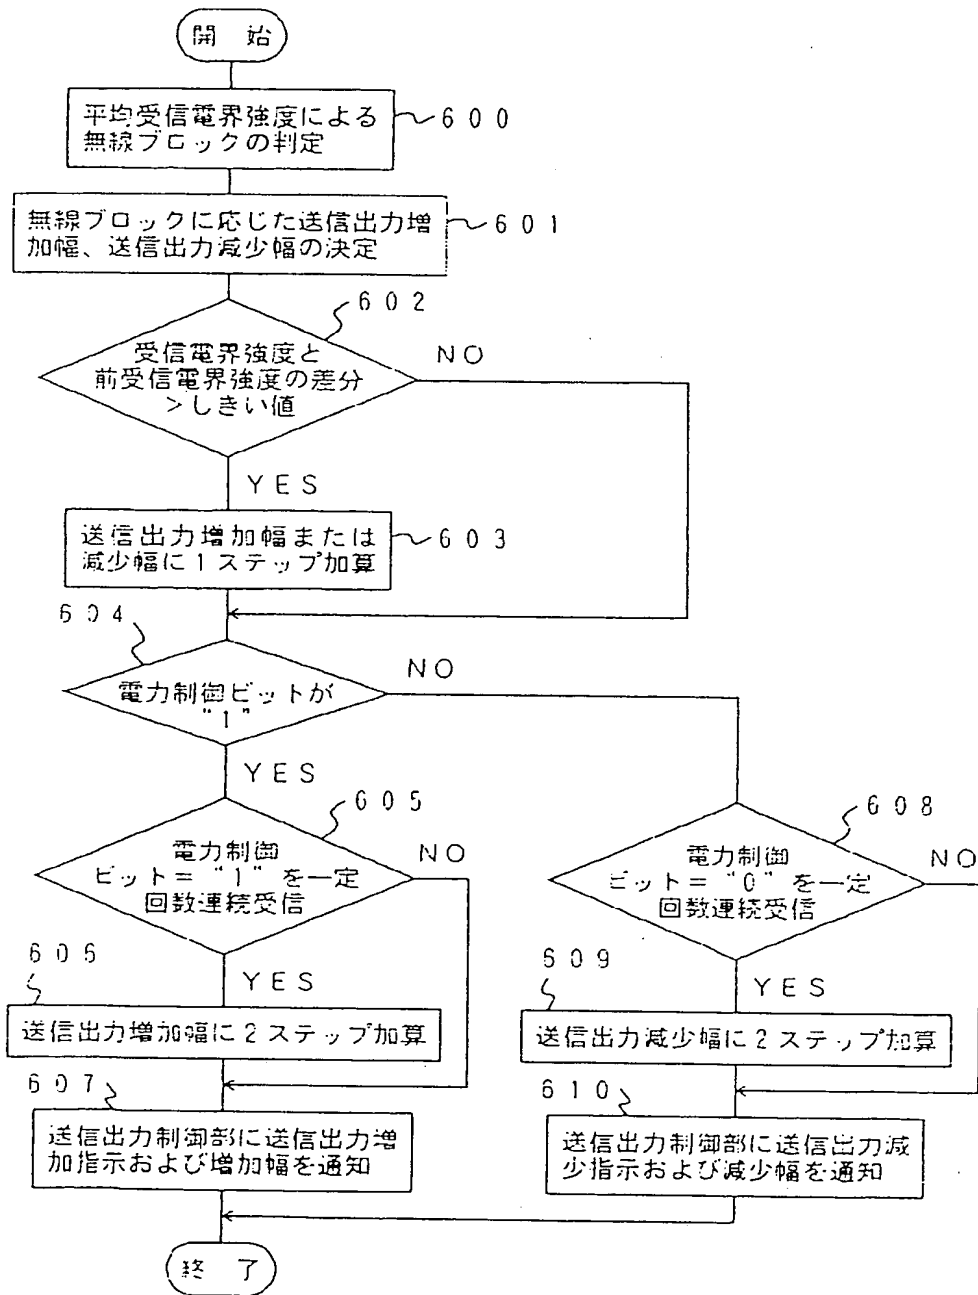 開 始
平均受信電界強度による
無線ブロックの判定
600
無線ブロックに応じた送信出力増
加幅、送信出力減少幅の決定
601
602
受信電界強度と
前受信電界強度の差分
>しきい値
NO
YES
送信出力増加幅または
減少幅に1ステップ加算
603
604
電力制御ビットが
"1"
NO
YES
605
電力制御
ビット="1"を一定
回数連続受信
NO
YES
606
送信出力増加幅に2ステップ加算
607
送信出力制御部に送信出力増
加指示および増加幅を通知
608
電力制御
ビット="0"を一定
回数連続受信
NO
YES
609
送信出力減少幅に2ステップ加算
610
送信出力制御部に送信出力減
少指示および減少幅を通知
終 了